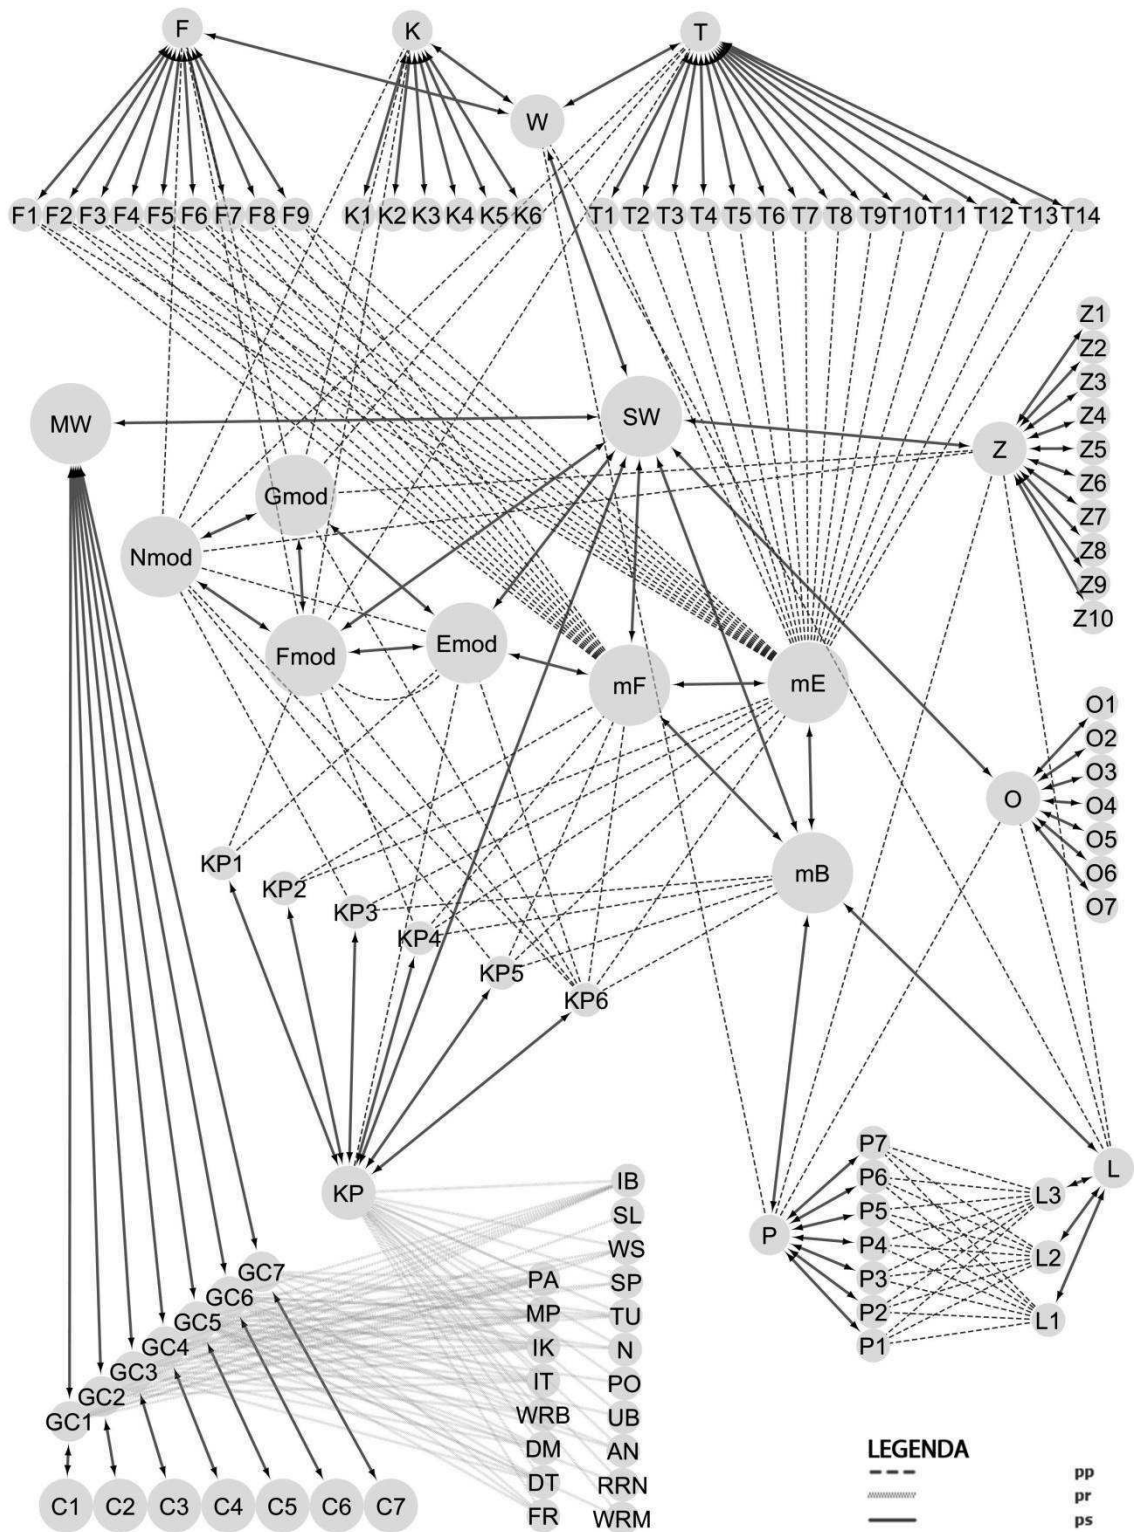 F K T
W
F1 F2 F3 F4 F5 F6 F7 F8 F9 K1 K2 K3 K4 K5 K6 T1 T2 T3 T4 T5 T6 T7 T8 T9 T10 T11 T12 T13 T14
Z1
Z2
Z3
Z4
Z5
Z6
Z7
Z8
Z9
Z10
MW SW Z
Gmod
Nmod
Fmod Emod mF mE
O1
O2
O3
O4
O5
O6
O7
O
mB
KP1
KP2
KP3
KP4
KP5
KP6
KP
P7
P6
P5
P4
P3
P2
P1
P
L
L3
L2
L1
GC7
GC6
GC5
GC4
GC3
GC2
GC1
C1 C2 C3 C4 C5 C6 C7
PA
MP
IK
IT
WRB
DM
DT
FR
IB
SL
WS
SP
TU
N
PO
UB
AN
RRN
WRM
LEGENDA
pp
pr
ps